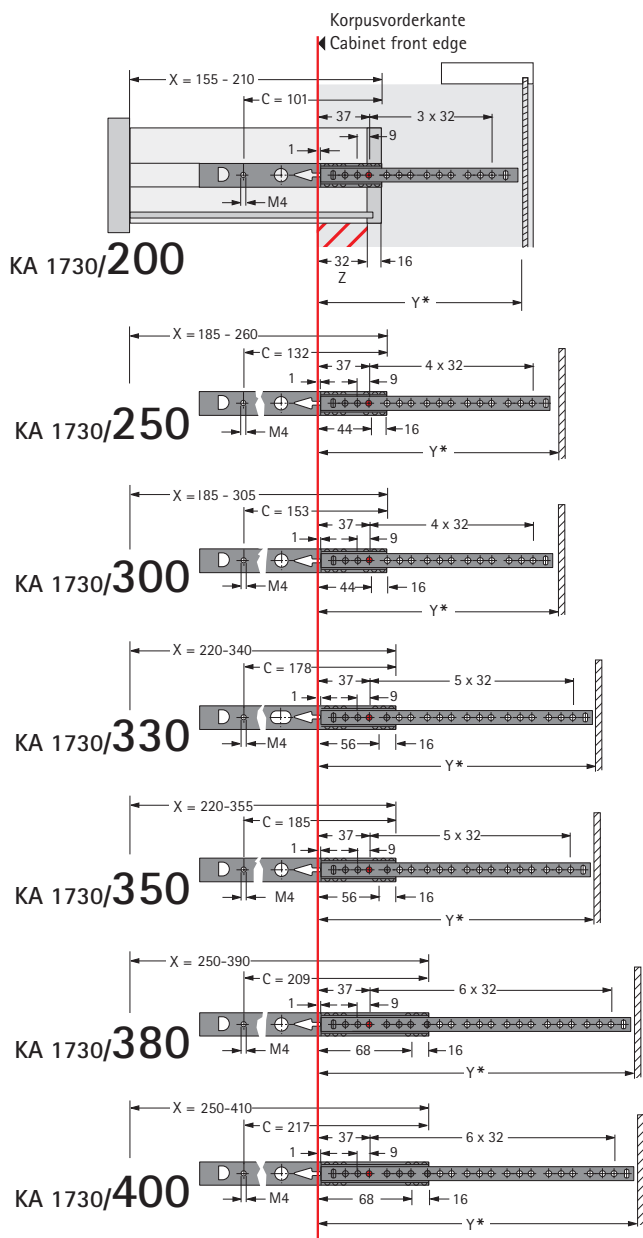 Korpusvorderkante
Cabinet front edge
X = 155 - 210
C = 101
37
3 x 32
1
9
M4
KA 1730/200
32
16
Z
Y*
X = 185 - 260
C = 132
37
4 x 32
1
9
KA 1730/250
M4
44
16
Y*
X = 185 - 305
C = 153
37
4 x 32
1
9
KA 1730/300
M4
44
16
Y*
X = 220-340
C = 178
37
5 x 32
1
9
KA 1730/330
M4
56
16
Y*
X = 220-355
C = 185
37
5 x 32
1
9
KA 1730/350
M4
56
16
Y*
X = 250-390
C = 209
37
6 x 32
1
9
KA 1730/380
M4
68
16
Y*
X = 250-410
C = 217
37
6 x 32
1
9
KA 1730/400
M4
68
16
Y*